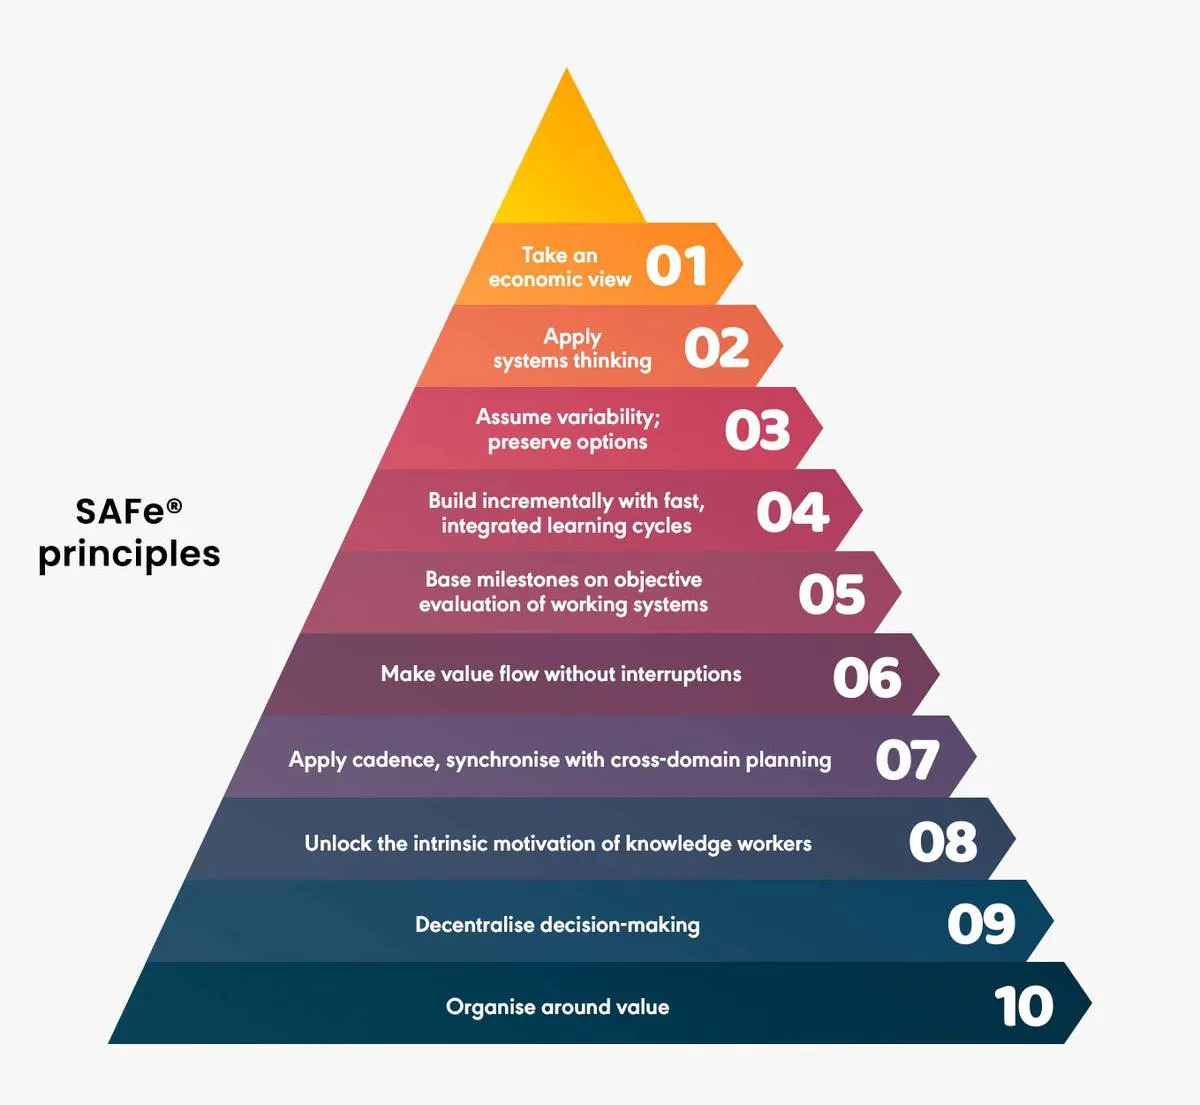 SAFe®
principles
Take an
economic view
01
Apply
systems thinking
02
Assume variability;
preserve options
03
Build incrementally with fast,
integrated learning cycles
04
Base milestones on objective
evaluation of working systems
05
Make value flow without interruptions
06
Apply cadence, synchronise with cross-domain planning
07
Unlock the intrinsic motivation of knowledge workers
08
Decentralise decision-making
09
Organise around value
10